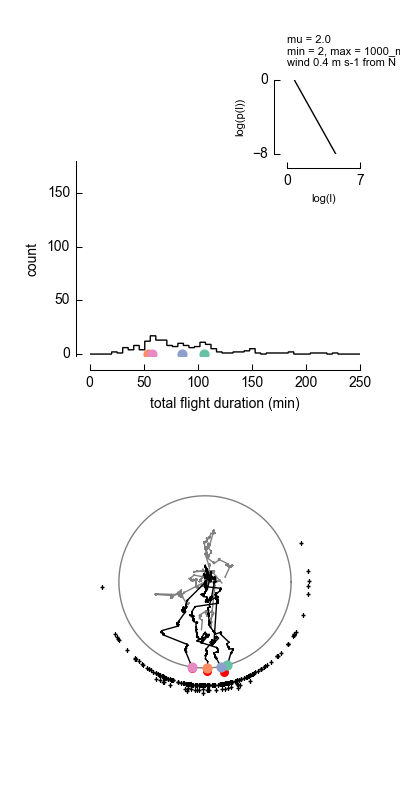 mu = 2.0
min = 2, max = 1000_m
wind 0.4 m s-1 from N
0
log(p(l))
−8
0
7
log(l)
150
100
count
50
0
0
50
100
150
200
250
total flight duration (min)